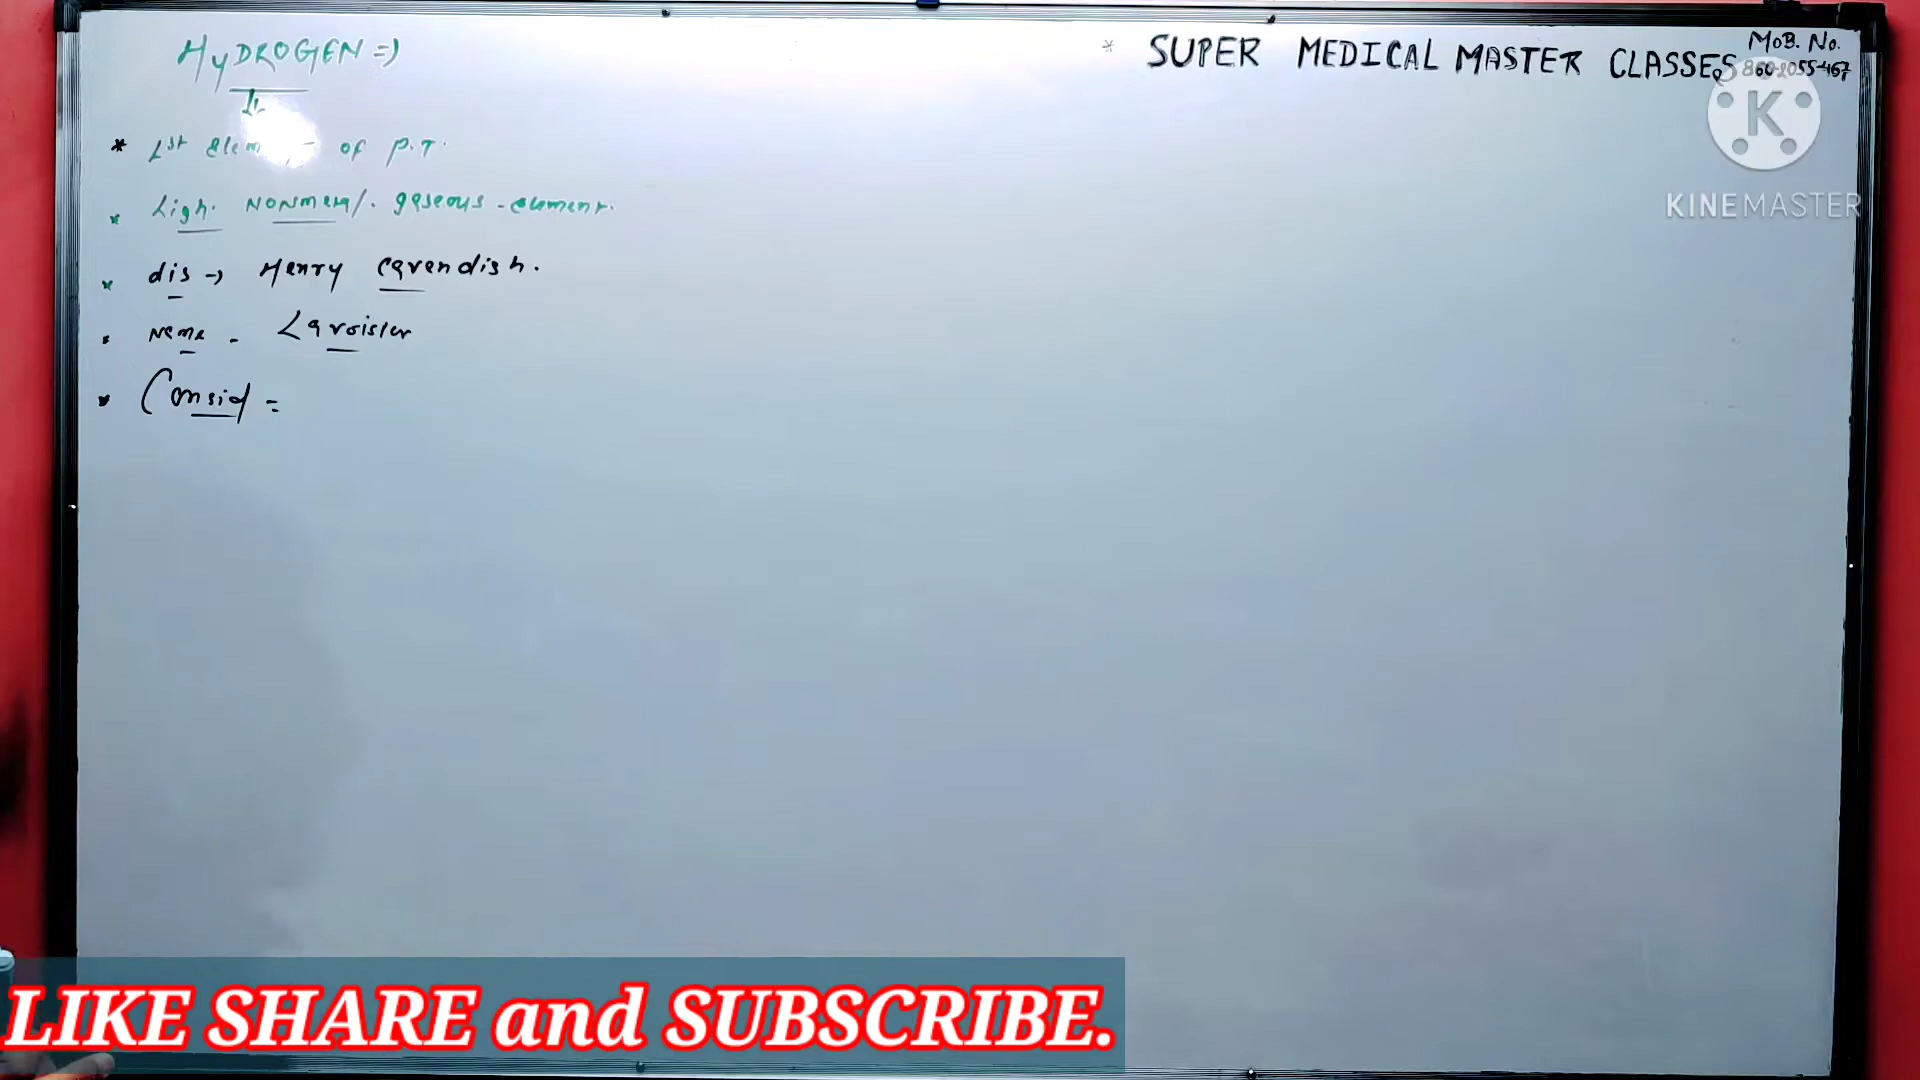 HyDROGEN =>
* 1st element of P.T.
* Ligh. Nonmetal. gaseous - element.
* dis -> Henry Cavendish.
* Name - Lavoisier
* Consid =
* SUPER MEDICAL MASTER CLASSES
MOB. No.
KINEMASTER
LIKE SHARE and SUBSCRIBE.